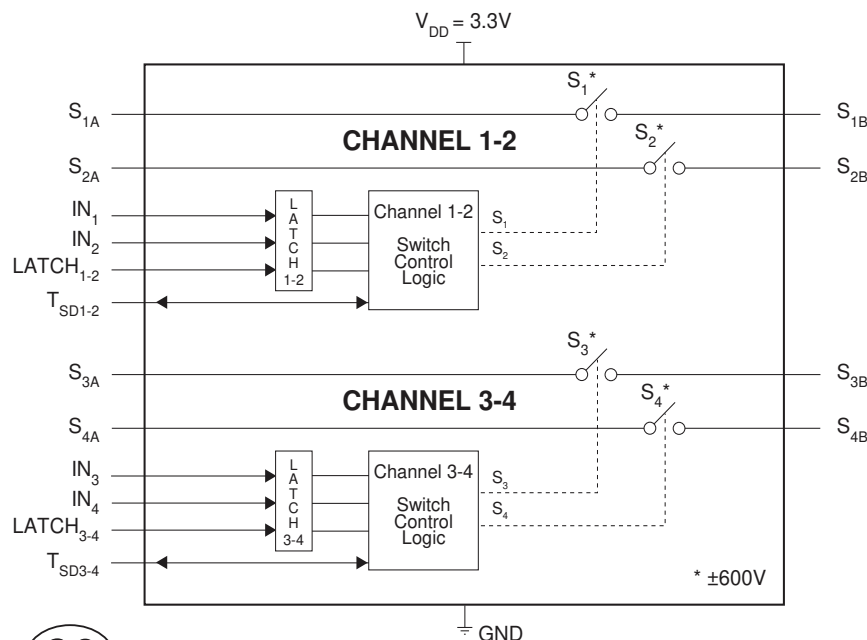 V_DD = 3.3V
S_1* 
S_1A
S_1B
CHANNEL 1-2
S_2*
S_2A
S_2B
IN_1
IN_2
LATCH_1-2
T_SD1-2
LATCH
1-2
Channel 1-2
Switch
Control
Logic
S_1
S_2
S_3*
S_3A
S_3B
CHANNEL 3-4
S_4*
S_4A
S_4B
IN_3
IN_4
LATCH_3-4
T_SD3-4
LATCH
3-4
Channel 3-4
Switch
Control
Logic
S_3
S_4
* ±600V
GND